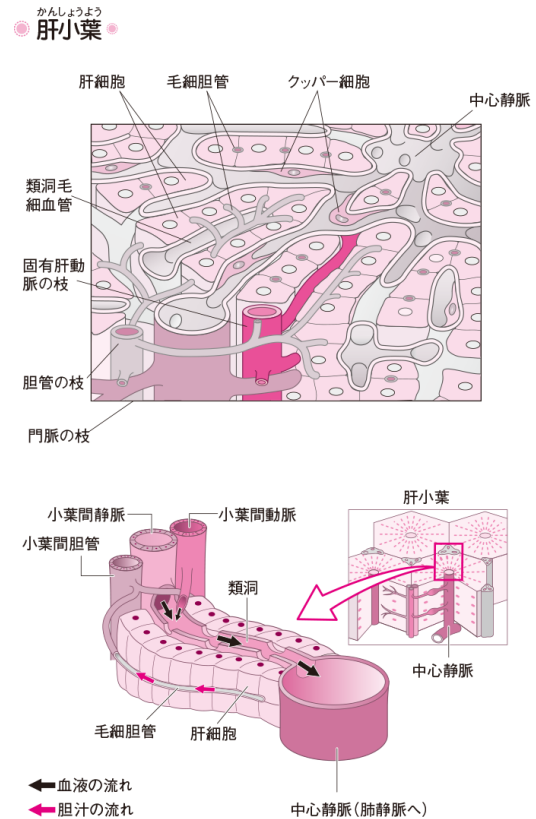 かんしょうよう
肝小葉
肝細胞
毛細胆管
クッパー細胞
中心静脈
類洞毛
細血管
固有肝動
脈の枝
胆管の枝
門脈の枝
肝小葉
小葉間静脈
小葉間動脈
小葉間胆管
類洞
中心静脈
毛細胆管
肝細胞
血液の流れ
胆汁の流れ
中心静脈(肺静脈へ)